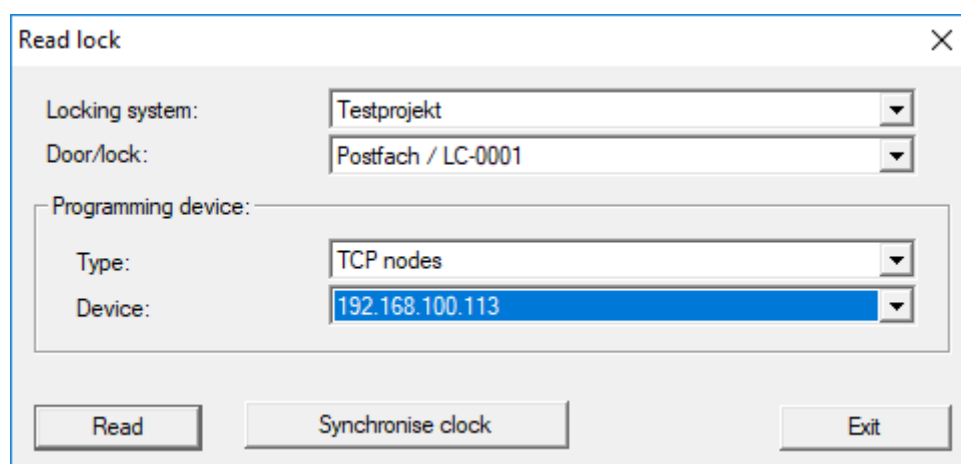 Read lock
Locking system: Testprojekt
Door/lock: Postfach / LC-0001
Programming device:
Type: TCP nodes
Device: 192.168.100.113
Read Synchronise clock Exit